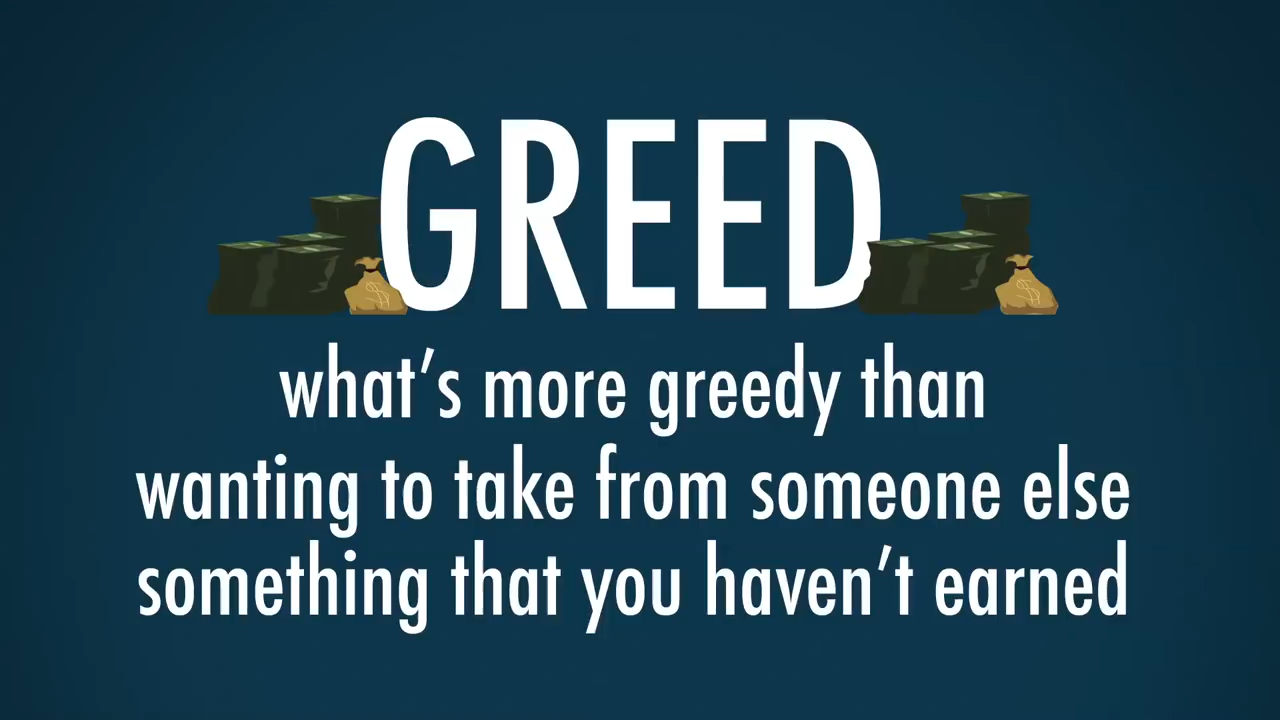 GREED
what’s more greedy than
wanting to take from someone else
something that you haven’t earned